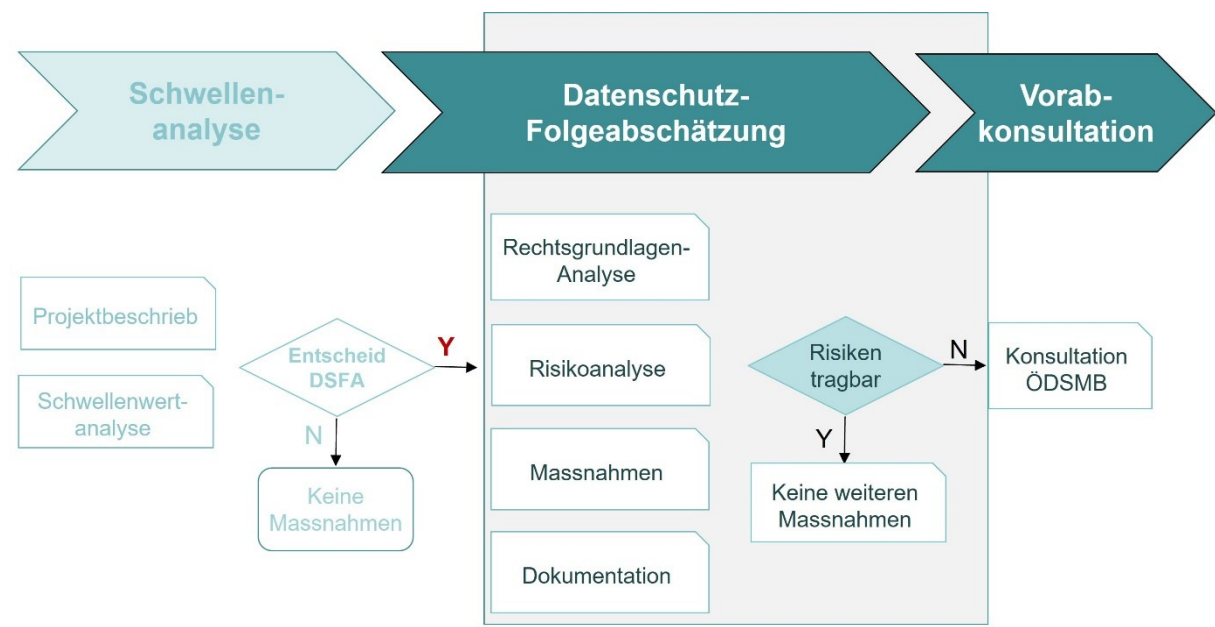 Schwellen-
analyse
Datenschutz-
Folgeabschätzung
Vorab-
konsultation
Projektbeschrieb
Schwellenwert-
analyse
Entscheid
DSFA
Y
N
Keine
Massnahmen
Rechtsgrundlagen-
Analyse
Risikoanalyse
Massnahmen
Dokumentation
Risiken
tragbar
N
Y
Keine weiteren
Massnahmen
Konsultation
ÖDSMB